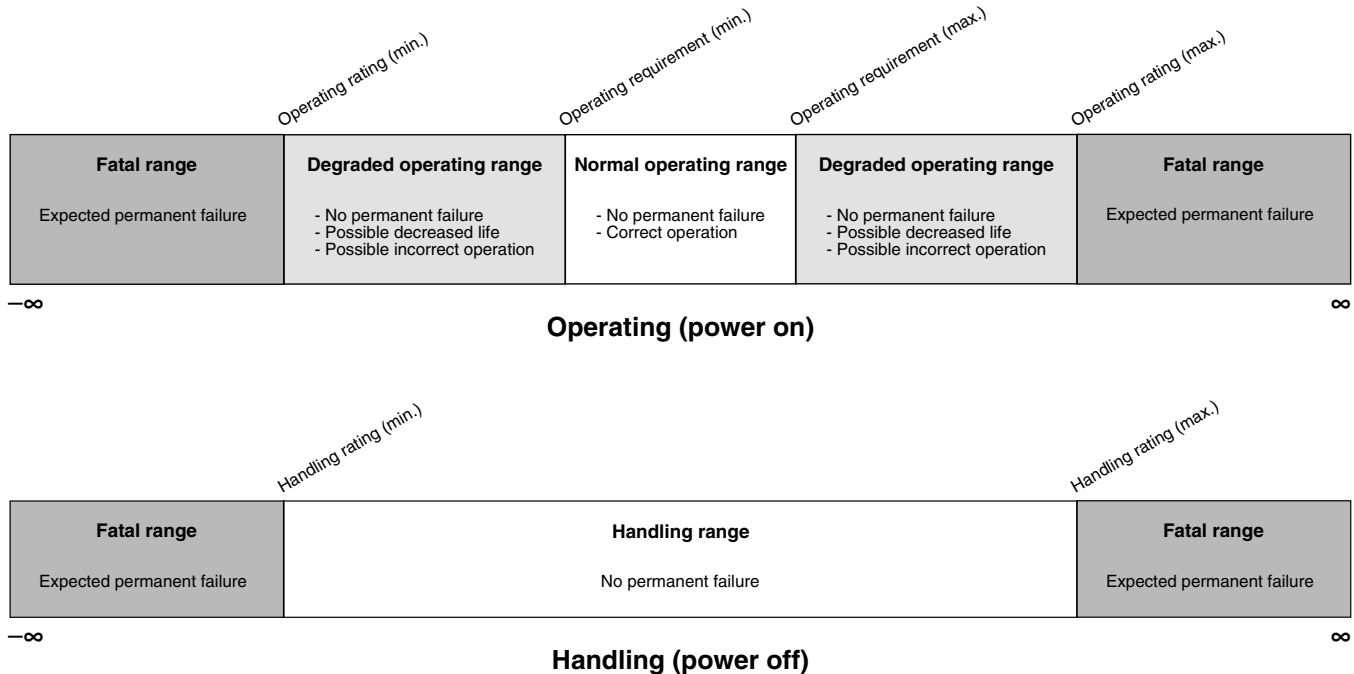 Operating rating (min.)
Operating requirement (min.)
Operating requirement (max.)
Operating rating (max.)
Fatal range
Expected permanent failure
Degraded operating range
- No permanent failure
- Possible decreased life
- Possible incorrect operation
Normal operating range
- No permanent failure
- Correct operation
Degraded operating range
- No permanent failure
- Possible decreased life
- Possible incorrect operation
Fatal range
Expected permanent failure
–∞
∞
Operating (power on)
Handling rating (min.)
Handling rating (max.)
Fatal range
Expected permanent failure
Handling range
No permanent failure
Fatal range
Expected permanent failure
–∞
∞
Handling (power off)